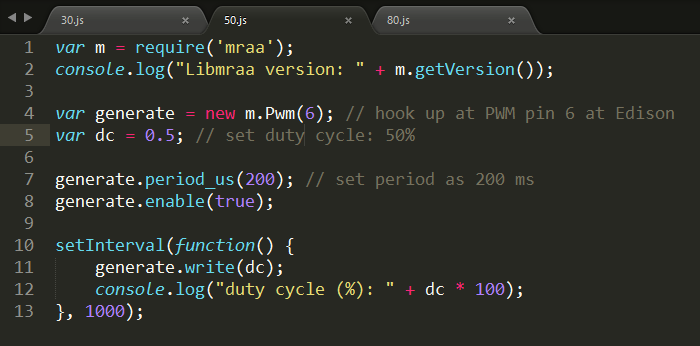 30.js × 50.js × 80.js ×
1 var m = require('mraa');
2 console.log("Libmraa version: " + m.getVersion());
3
4 var generate = new m.Pwm(6); // hook up at PWM pin 6 at Edison
5 var dc = 0.5; // set duty cycle: 50%
6
7 generate.period_us(200); // set period as 200 ms
8 generate.enable(true);
9
10 setInterval(function() {
11     generate.write(dc);
12     console.log("duty cycle (%): " + dc * 100);
13 }, 1000);